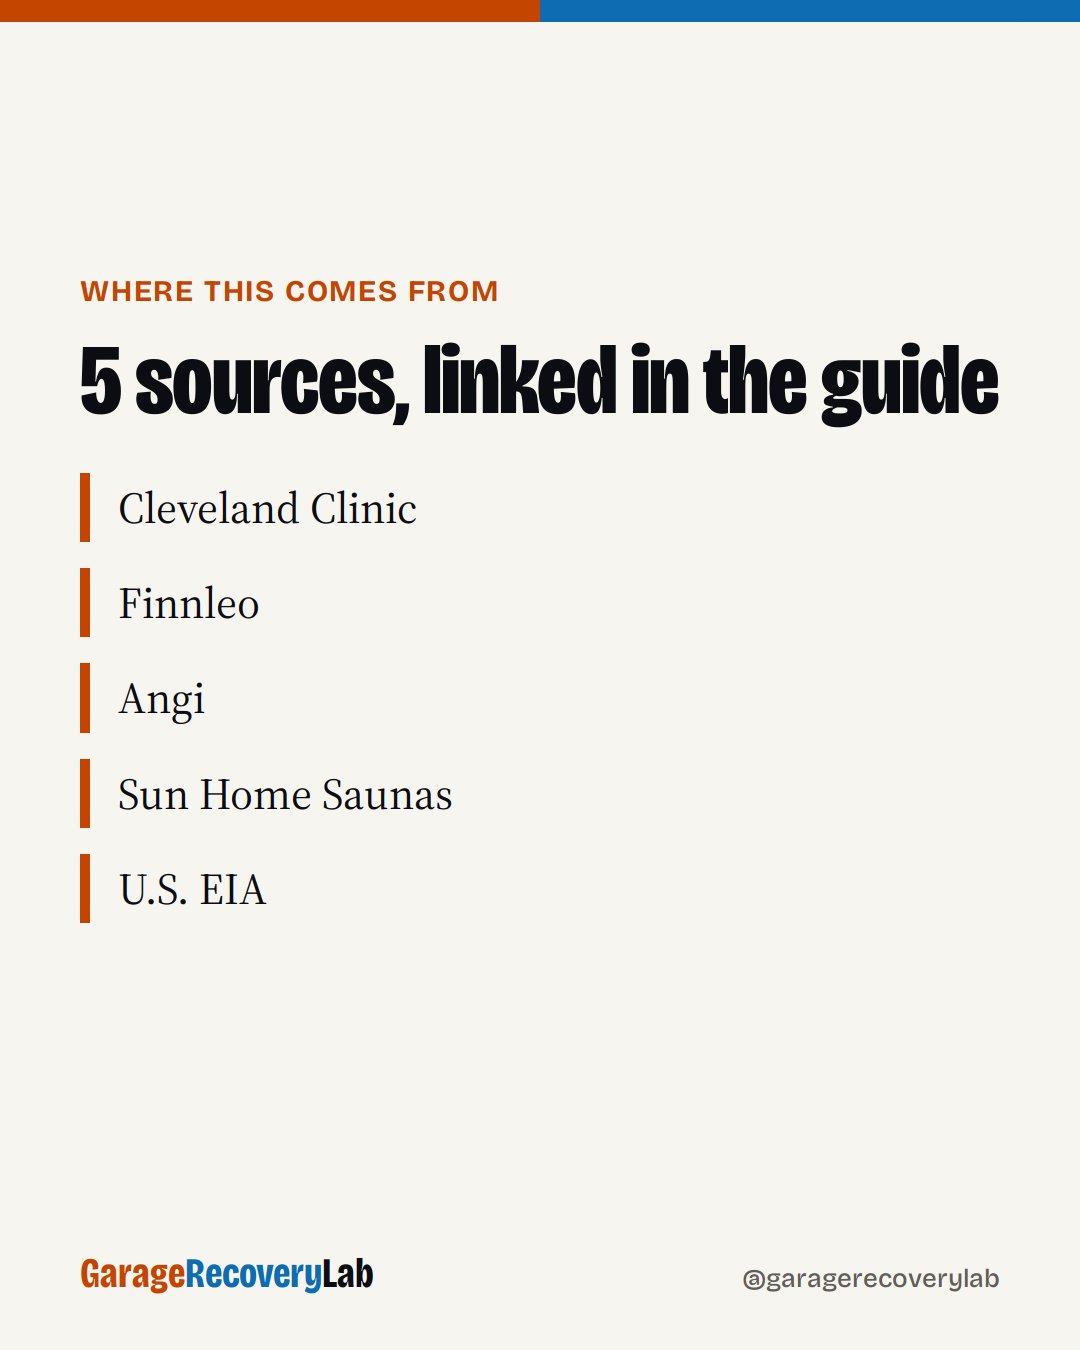 WHERE THIS COMES FROM
5 sources, linked in the guide
Cleveland Clinic
Finnleo
Angi
Sun Home Saunas
U.S. EIA
GarageRecoveryLab
@garagerecoverylab